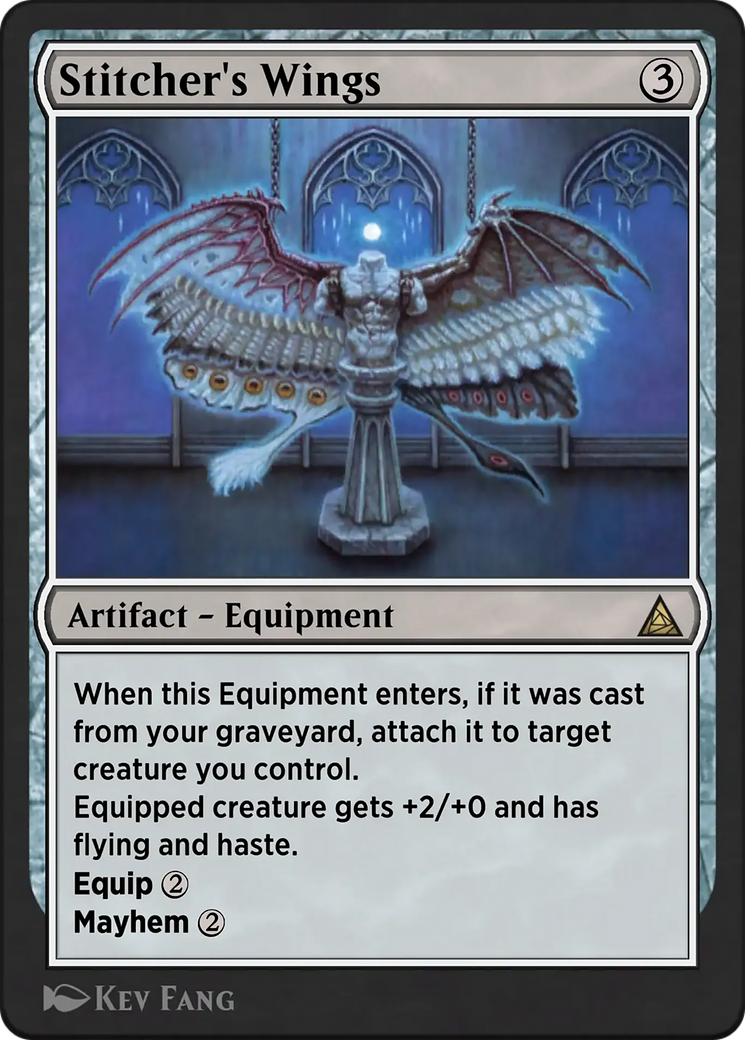 Stitcher's Wings
3
Artifact – Equipment
When this Equipment enters, if it was cast
from your graveyard, attach it to target
creature you control.
Equipped creature gets +2/+0 and has
flying and haste.
Equip 2
Mayhem 2
Kev Fang